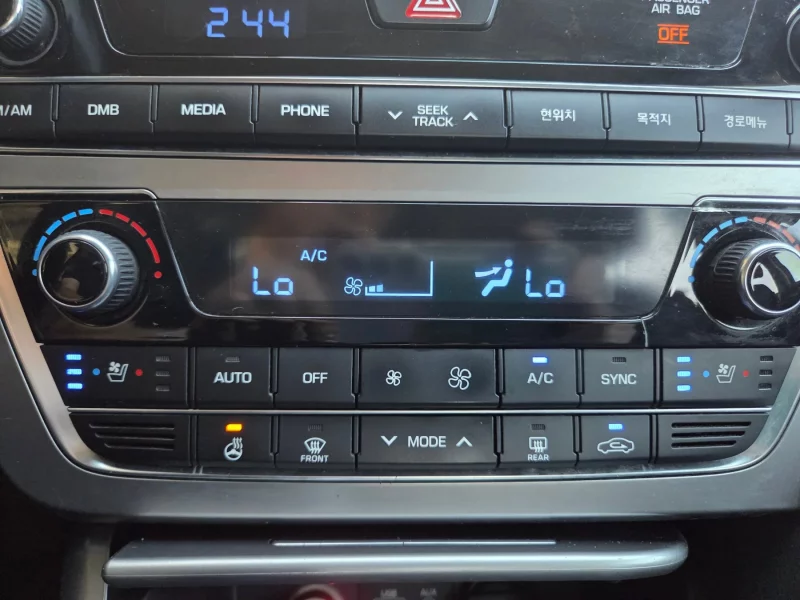 244
AIR BAG
OFF
/AM
DMB
MEDIA
PHONE
SEEK
TRACK
현위치
목적지
경로메뉴
A/C
Lo
Lo
AUTO
OFF
A/C
SYNC
FRONT
MODE
REAR